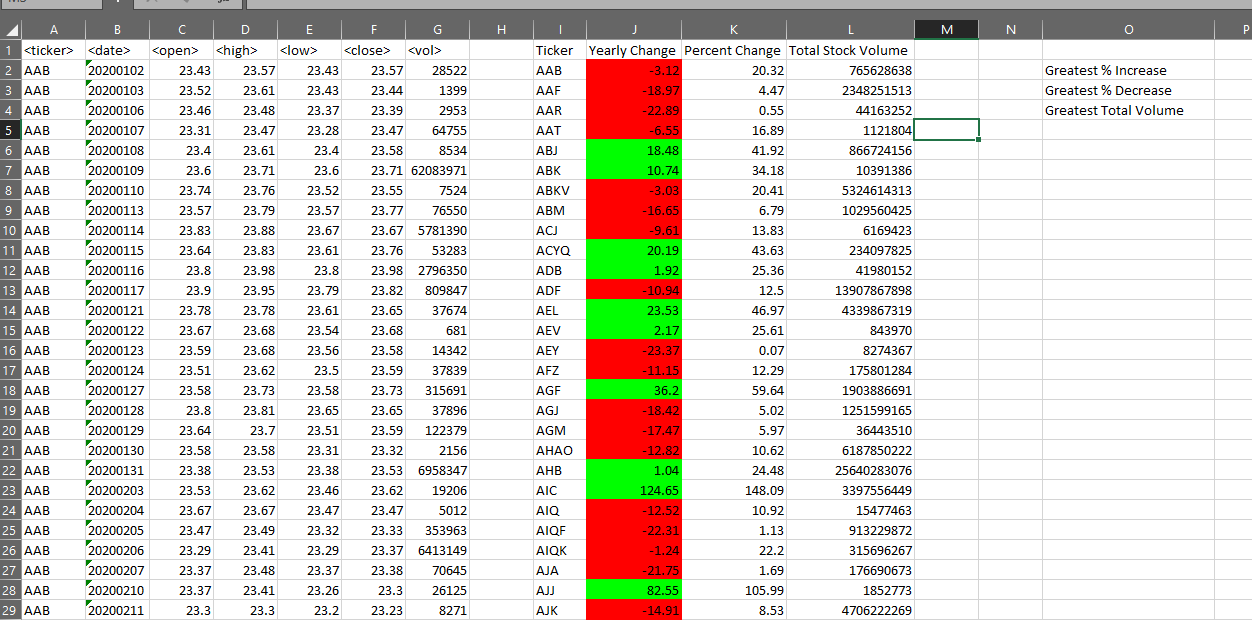 A B C D E F G H I J K L M N O P
1 <ticker> <date> <open> <high> <low> <close> <vol> Ticker Yearly Change Percent Change Total Stock Volume
2 AAB 20200102 23.43 23.57 23.43 23.57 28522 AAB -3.12 20.32 765628638 Greatest % Increase
3 AAB 20200103 23.52 23.61 23.43 23.44 1399 AAF -18.97 4.47 2348251513 Greatest % Decrease
4 AAB 20200106 23.46 23.48 23.37 23.39 2953 AAR -22.89 0.55 44163252 Greatest Total Volume
5 AAB 20200107 23.31 23.47 23.28 23.47 64755 AAT -6.55 16.89 1121804
6 AAB 20200108 23.4 23.61 23.4 23.58 8534 ABJ 18.48 41.92 866724156
7 AAB 20200109 23.6 23.71 23.6 23.71 62083971 ABK 10.74 34.18 10391386
8 AAB 20200110 23.74 23.76 23.52 23.55 7524 ABKV -3.03 20.41 5324614313
9 AAB 20200113 23.57 23.79 23.57 23.77 76550 ABM -16.65 6.79 1029560425
10 AAB 20200114 23.83 23.88 23.67 23.67 5781390 ACJ -9.61 13.83 6169423
11 AAB 20200115 23.64 23.83 23.61 23.76 53283 ACYQ 20.19 43.63 234097825
12 AAB 20200116 23.8 23.98 23.8 23.98 2796350 ADB 1.92 25.36 41980152
13 AAB 20200117 23.9 23.95 23.79 23.82 809847 ADF -10.94 12.5 13907867898
14 AAB 20200121 23.78 23.78 23.61 23.65 37674 AEL 23.53 46.97 4339867319
15 AAB 20200122 23.67 23.68 23.54 23.68 681 AEV 2.17 25.61 843970
16 AAB 20200123 23.59 23.68 23.56 23.58 14342 AEY -23.37 0.07 8274367
17 AAB 20200124 23.51 23.62 23.5 23.59 37839 AFZ -11.15 12.29 175801284
18 AAB 20200127 23.58 23.73 23.58 23.73 315691 AGF 36.2 59.64 1903886691
19 AAB 20200128 23.8 23.81 23.65 23.65 37896 AGJ -18.42 5.02 1251599165
20 AAB 20200129 23.64 23.7 23.51 23.59 122379 AGM -17.47 5.97 36443510
21 AAB 20200130 23.58 23.58 23.31 23.32 2156 AHAO -12.82 10.62 6187850222
22 AAB 20200131 23.38 23.53 23.38 23.53 6958347 AHB 1.04 24.48 25640283076
23 AAB 20200203 23.53 23.62 23.46 23.62 19206 AIC 124.65 148.09 3397556449
24 AAB 20200204 23.67 23.67 23.47 23.47 5012 AIQ -12.52 10.92 15477463
25 AAB 20200205 23.47 23.49 23.32 23.33 353963 AIQF -22.31 1.13 913229872
26 AAB 20200206 23.29 23.41 23.29 23.37 6413149 AIQK -1.24 22.2 315696267
27 AAB 20200207 23.37 23.48 23.37 23.38 70645 AJA -21.75 1.69 176690673
28 AAB 20200210 23.37 23.41 23.26 23.3 26125 AJJ 82.55 105.99 1852773
29 AAB 20200211 23.3 23.3 23.2 23.23 8271 AJK -14.91 8.53 4706222269